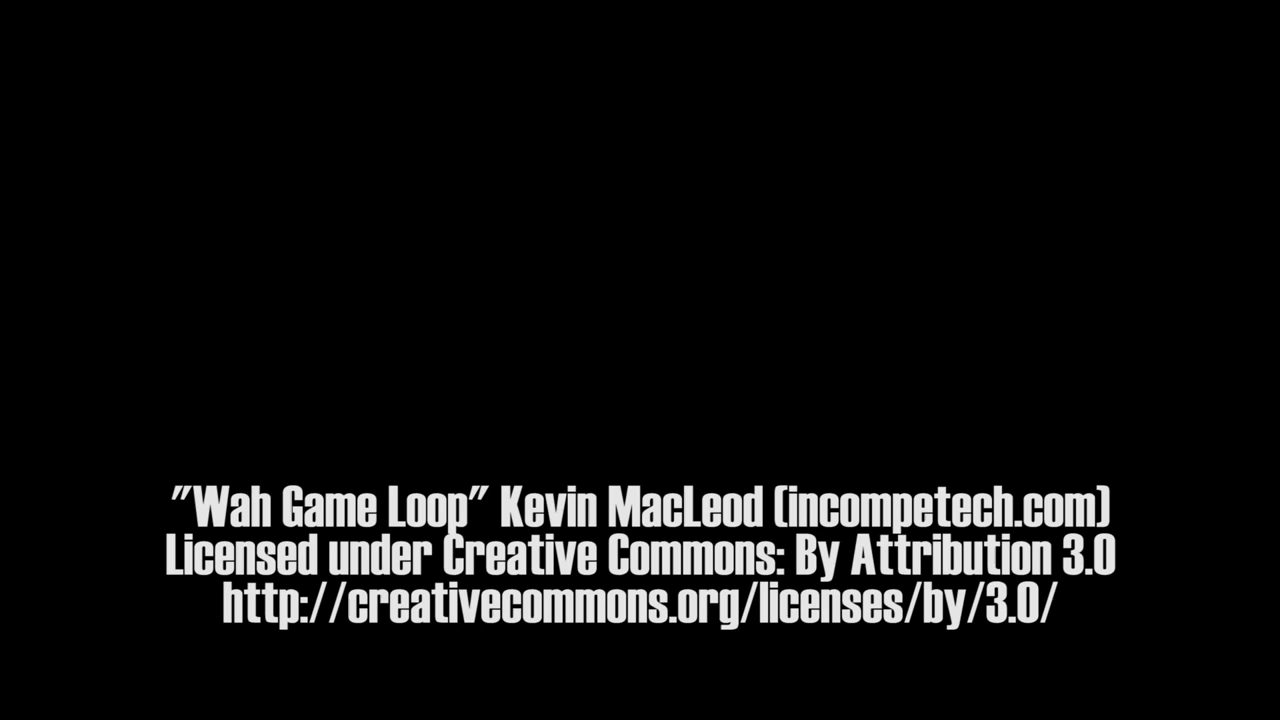 "Wah Game Loop" Kevin MacLeod (incompetech.com)
Licensed under Creative Commons: By Attribution 3.0
http://creativecommons.org/licenses/by/3.0/